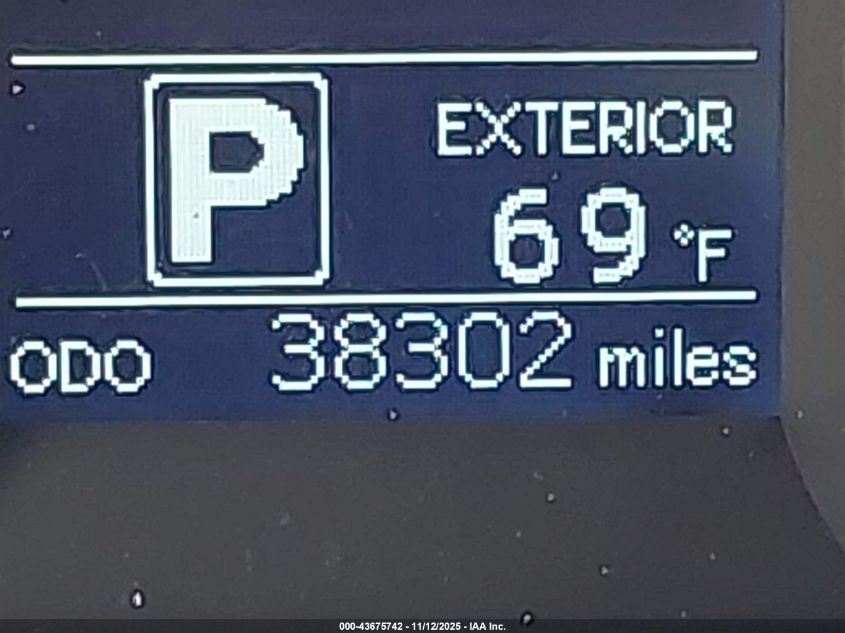 P
EXTERIOR
69 °F
ODO 38302 miles
000-43675742 - 11/12/2025 - IAA Inc.